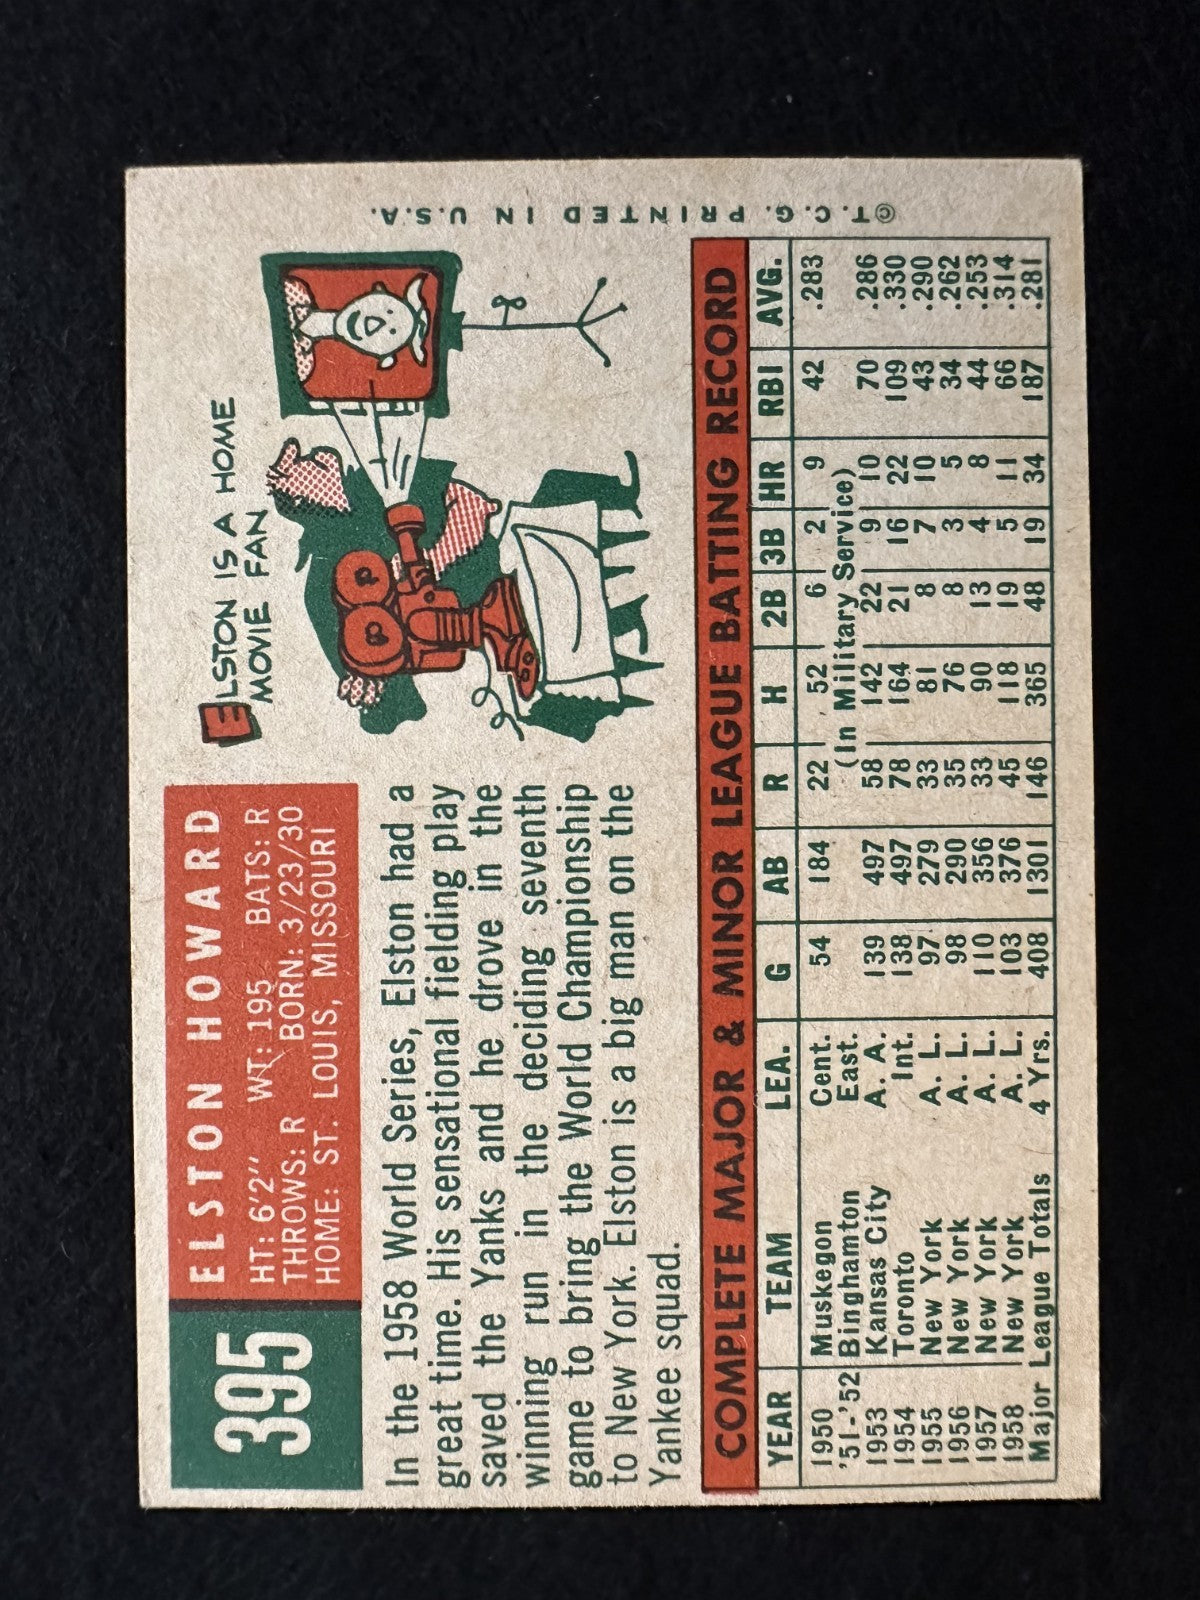 395
ELSTON HOWARD
HT: 6'2" WT: 195 BATS: R
THROWS: R BORN: 3/23/30
HOME: ST. LOUIS, MISSOURI
In the 1958 World Series, Elston had a
great time. His sensational fielding play
saved the Yanks and he drove in the
winning run in the deciding seventh
game to bring the World Championship
to New York. Elston is a big man on the
Yankee squad.
ELSTON IS A HOME
MOVIE FAN
COMPLETE MAJOR & MINOR LEAGUE BATTING RECORD
YEAR TEAM LEA. G AB R H 2B 3B HR RBI AVG.
1950 Muskegon Cent. 54 184 22 52 6 2 9 42 .283
'51-'52 Binghamton East. (In Military Service)
1953 Kansas City A. A. 139 497 58 142 22 9 10 70 .286
1954 Toronto Int. 138 497 78 164 21 16 22 109 .330
1955 New York A. L. 97 279 33 81 8 7 10 43 .290
1956 New York A. L. 98 290 35 76 8 3 5 34 .262
1957 New York A. L. 110 356 33 90 13 4 8 44 .253
1958 New York A. L. 103 376 45 118 19 5 11 66 .314
Major League Totals 4 Yrs. 408 1301 146 365 48 19 34 187 .281
© T. C. G. PRINTED IN U.S.A.